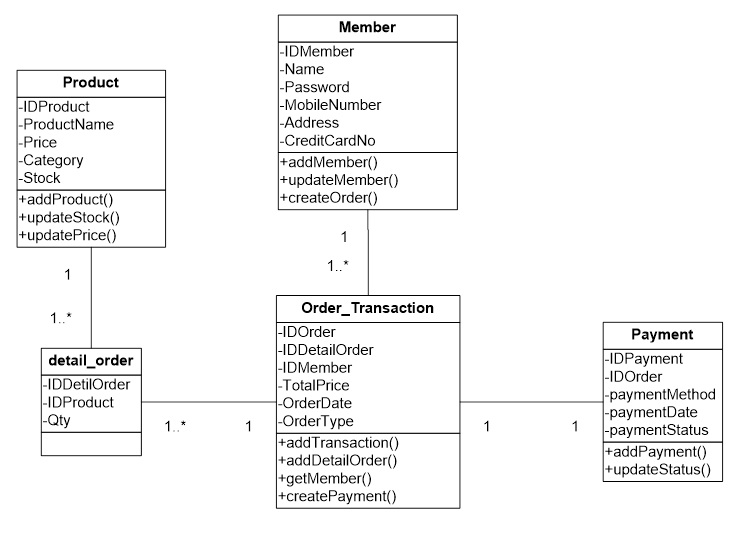 Member
-IDMember
-Name
-Password
-MobileNumber
-Address
-CreditCardNo
+addMember()
+updateMember()
+createOrder()
Product
-IDProduct
-ProductName
-Price
-Category
-Stock
+addProduct()
+updateStock()
+updatePrice()
1
1..*
1
1..*
Order_Transaction
-IDOrder
-IDDetailOrder
-IDMember
-TotalPrice
-OrderDate
-OrderType
+addTransaction()
+addDetailOrder()
+getMember()
+createPayment()
detail_order
-IDDetilOrder
-IDProduct
-Qty
1..*
1
1
1
Payment
-IDPayment
-IDOrder
-paymentMethod
-paymentDate
-paymentStatus
+addPayment()
+updateStatus()